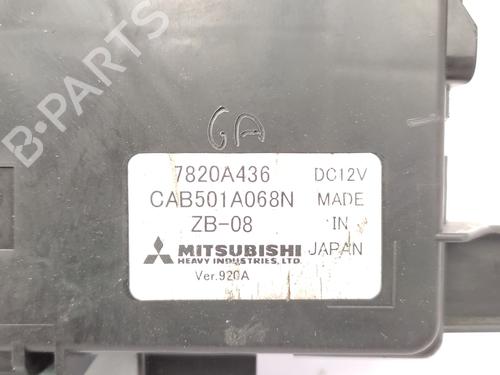 B-PARTS
GA
7820A436 DC12V
CAB501A068N MADE
ZB-08 IN
MITSUBISHI JAPAN
HEAVY INDUSTRIES, LTD.
Ver.920A